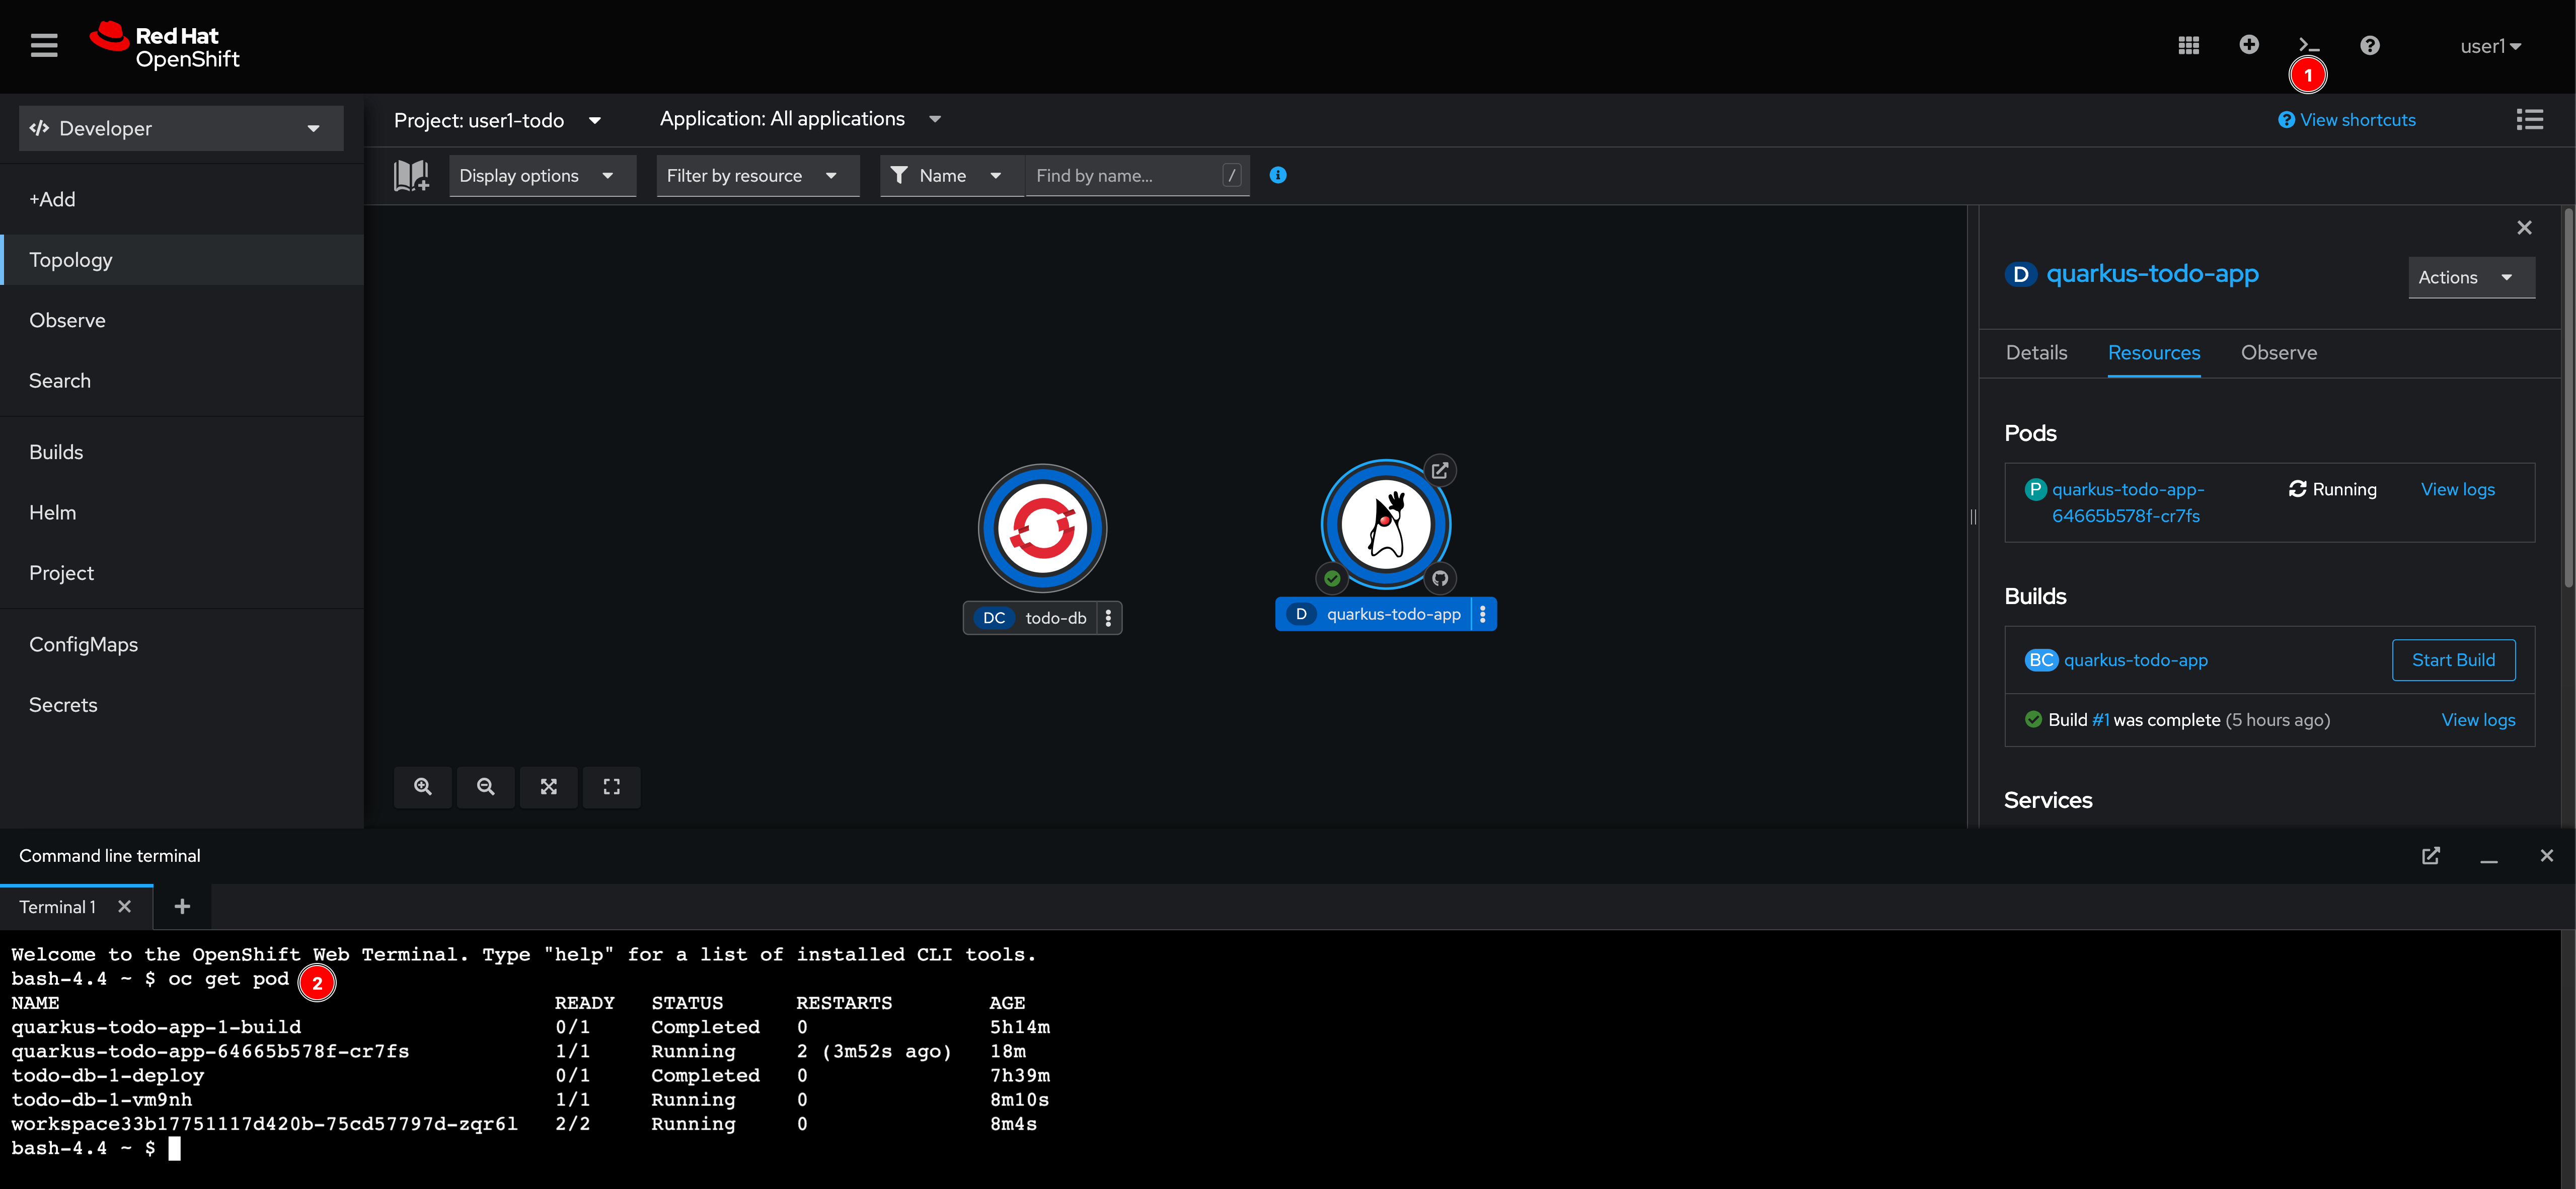 Red Hat
OpenShift
1
user1
Developer
Project: user1-todo
Application: All applications
View shortcuts
Display options
Filter by resource
Name
Find by name...
/
+Add
Topology
Observe
Search
Builds
Helm
Project
ConfigMaps
Secrets
DC todo-db
D quarkus-todo-app
D quarkus-todo-app
Actions
Details Resources Observe
Pods
P quarkus-todo-app-
64665b578f-cr7fs
Running
View logs
Builds
BC quarkus-todo-app
Start Build
Build #1 was complete (5 hours ago)
View logs
Services
Command line terminal
Terminal 1
Welcome to the OpenShift Web Terminal. Type "help" for a list of installed CLI tools.
bash-4.4 ~ $ oc get pod 2
NAME READY STATUS RESTARTS AGE
quarkus-todo-app-1-build 0/1 Completed 0 5h14m
quarkus-todo-app-64665b578f-cr7fs 1/1 Running 2 (3m52s ago) 18m
todo-db-1-deploy 0/1 Completed 0 7h39m
todo-db-1-vm9nh 1/1 Running 0 8m10s
workspace33b17751117d420b-75cd57797d-zqr6l 2/2 Running 0 8m4s
bash-4.4 ~ $